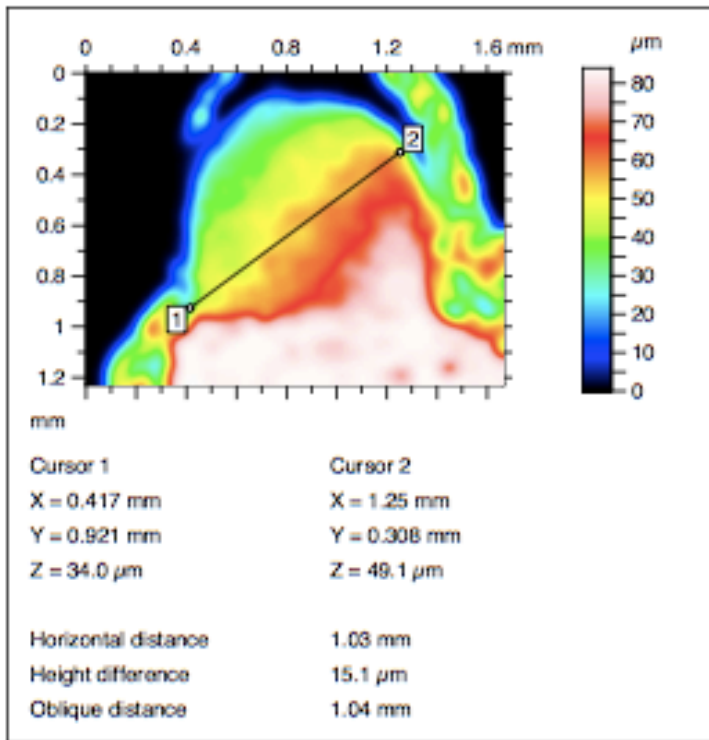 0 0.4 0.8 1.2 1.6 mm
µm
0
0.2
0.4
0.6
0.8
1
1.2
mm
2
1
80
70
60
50
40
30
20
10
0
Cursor 1 Cursor 2
X = 0.417 mm X = 1.25 mm
Y = 0.921 mm Y = 0.308 mm
Z = 34.0 µm Z = 49.1 µm
Horizontal distance 1.03 mm
Height difference 15.1 µm
Oblique distance 1.04 mm